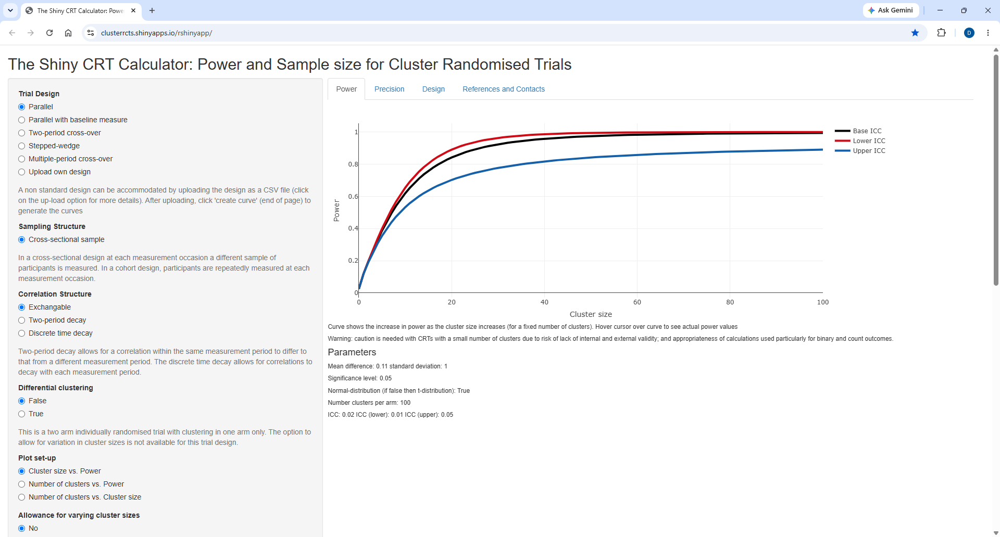 The Shiny CRT Calculator: Powe
Ask Gemini
clusterrcts.shinyapps.io/rshinyapp/
D
The Shiny CRT Calculator: Power and Sample size for Cluster Randomised Trials
Trial Design
Parallel
Parallel with baseline measure
Two-period cross-over
Stepped-wedge
Multiple-period cross-over
Upload own design
A non standard design can be accommodated by uploading the design as a CSV file (click
on the up-load option for more details). After uploading, click 'create curve' (end of page) to
generate the curves
Sampling Structure
Cross-sectional sample
In a cross-sectional design at each measurement occasion a different sample of
participants is measured. In a cohort design, participants are repeatedly measured at each
measurement occasion.
Correlation Structure
Exchangable
Two-period decay
Discrete time decay
Two-period decay allows for a correlation within the same measurement period to differ to
that from a different measurement period. The discrete time decay allows for correlations to
decay with each measurement period.
Differential clustering
False
True
This is a two arm individually randomised trial with clustering in one arm only. The option to
allow for variation in cluster sizes is not available for this trial design.
Plot set-up
Cluster size vs. Power
Number of clusters vs. Power
Number of clusters vs. Cluster size
Allowance for varying cluster sizes
No
Power
Precision
Design
References and Contacts
1
0.8
0.6
0.4
0.2
0
Power
0
20
40
60
80
100
Cluster size
Base ICC
Lower ICC
Upper ICC
Curve shows the increase in power as the cluster size increases (for a fixed number of clusters). Hover cursor over curve to see actual power values
Warning: caution is needed with CRTs with a small number of clusters due to risk of lack of internal and external validity; and appropriateness of calculations used particularly for binary and count outcomes.
Parameters
Mean difference: 0.11 standard deviation: 1
Significance level: 0.05
Normal-distribution (if false then t-distribution): True
Number clusters per arm: 100
ICC: 0.02 ICC (lower): 0.01 ICC (upper): 0.05